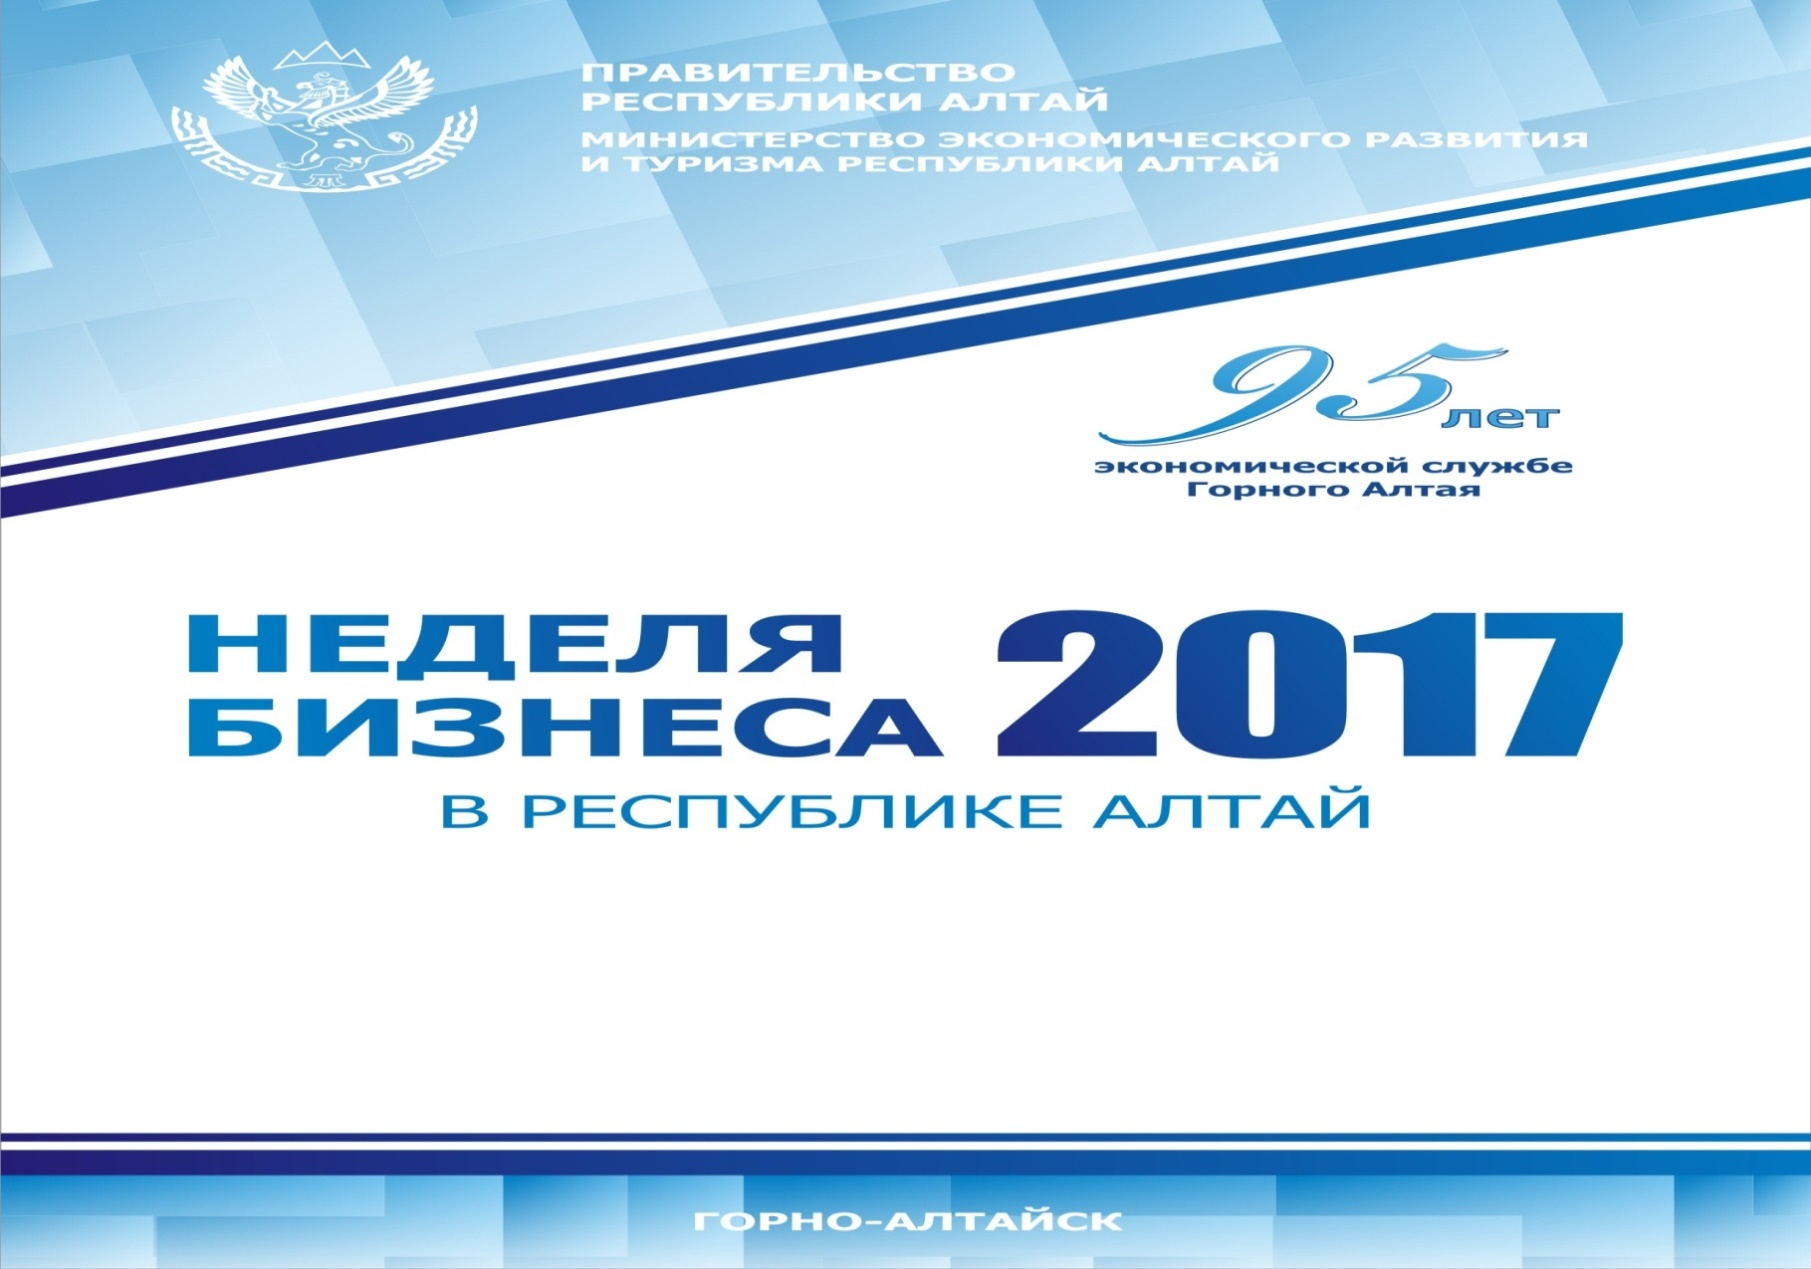 ПРАВИТЕЛЬСТВО
РЕСПУБЛИКИ АЛТАЙ
МИНИСТЕРСТВО ЭКОНОМИЧЕСКОГО РАЗВИТИЯ
И ТУРИЗМА РЕСПУБЛИКИ АЛТАЙ
95 лет
экономической службе
Горного Алтая
НЕДЕЛЯ
БИЗНЕСА 2017
В РЕСПУБЛИКЕ АЛТАЙ
ГОРНО-АЛТАЙСК